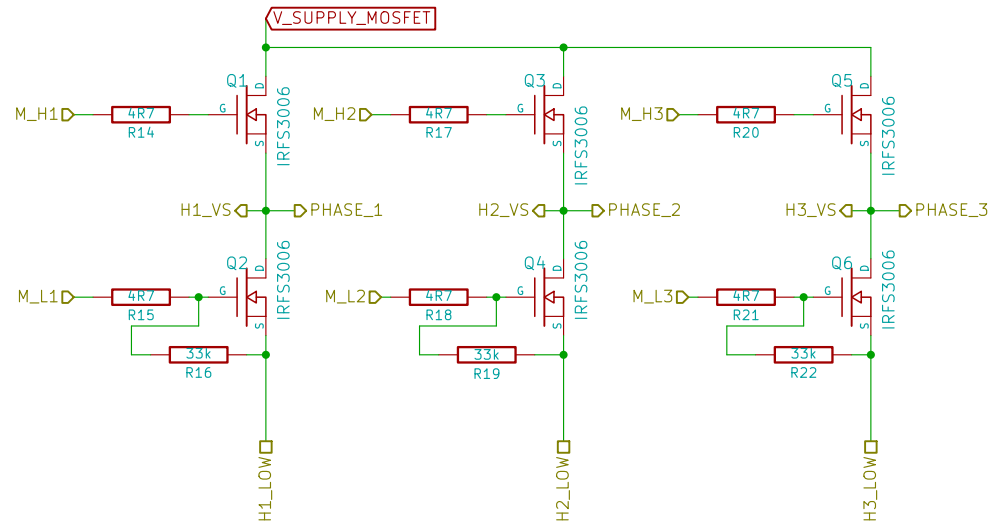 V_SUPPLY_MOSFET
Q1 D Q3 D Q5 D
M_H1 4R7 G IRFS3006 M_H2 4R7 G IRFS3006 M_H3 4R7 G IRFS3006
R14 S R17 S R20 S
H1_VS PHASE_1 H2_VS PHASE_2 H3_VS PHASE_3
Q2 D Q4 D Q6 D
M_L1 4R7 G IRFS3006 M_L2 4R7 G IRFS3006 M_L3 4R7 G IRFS3006
R15 S R18 S R21 S
33k 33k 33k
R16 R19 R22
H1_LOW H2_LOW H3_LOW